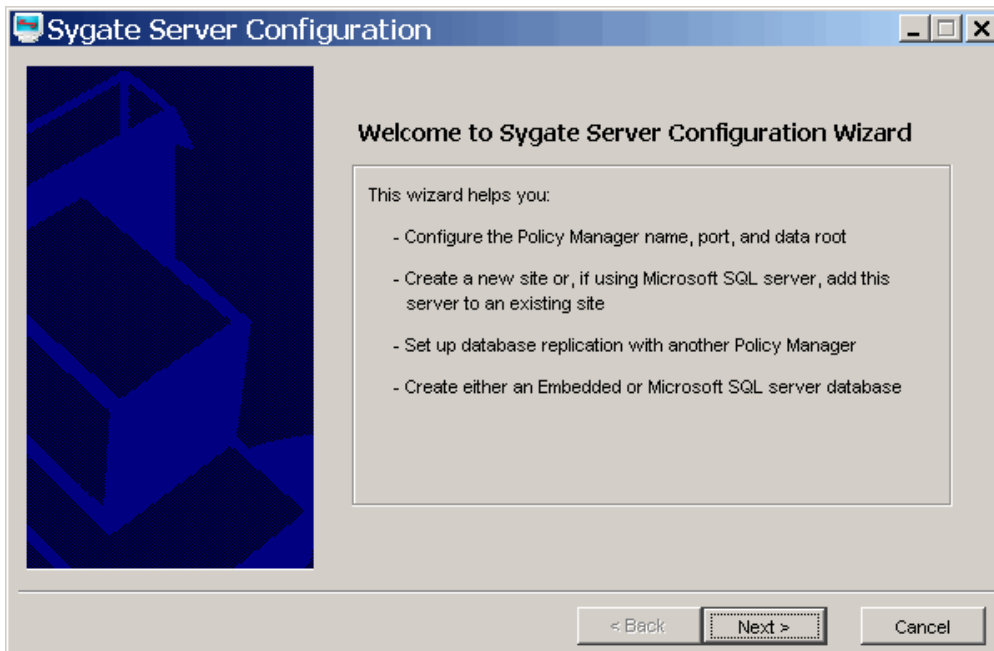 Sygate Server Configuration
Welcome to Sygate Server Configuration Wizard
This wizard helps you:
- Configure the Policy Manager name, port, and data root
- Create a new site or, if using Microsoft SQL server, add this
server to an existing site
- Set up database replication with another Policy Manager
- Create either an Embedded or Microsoft SQL server database
< Back
Next >
Cancel